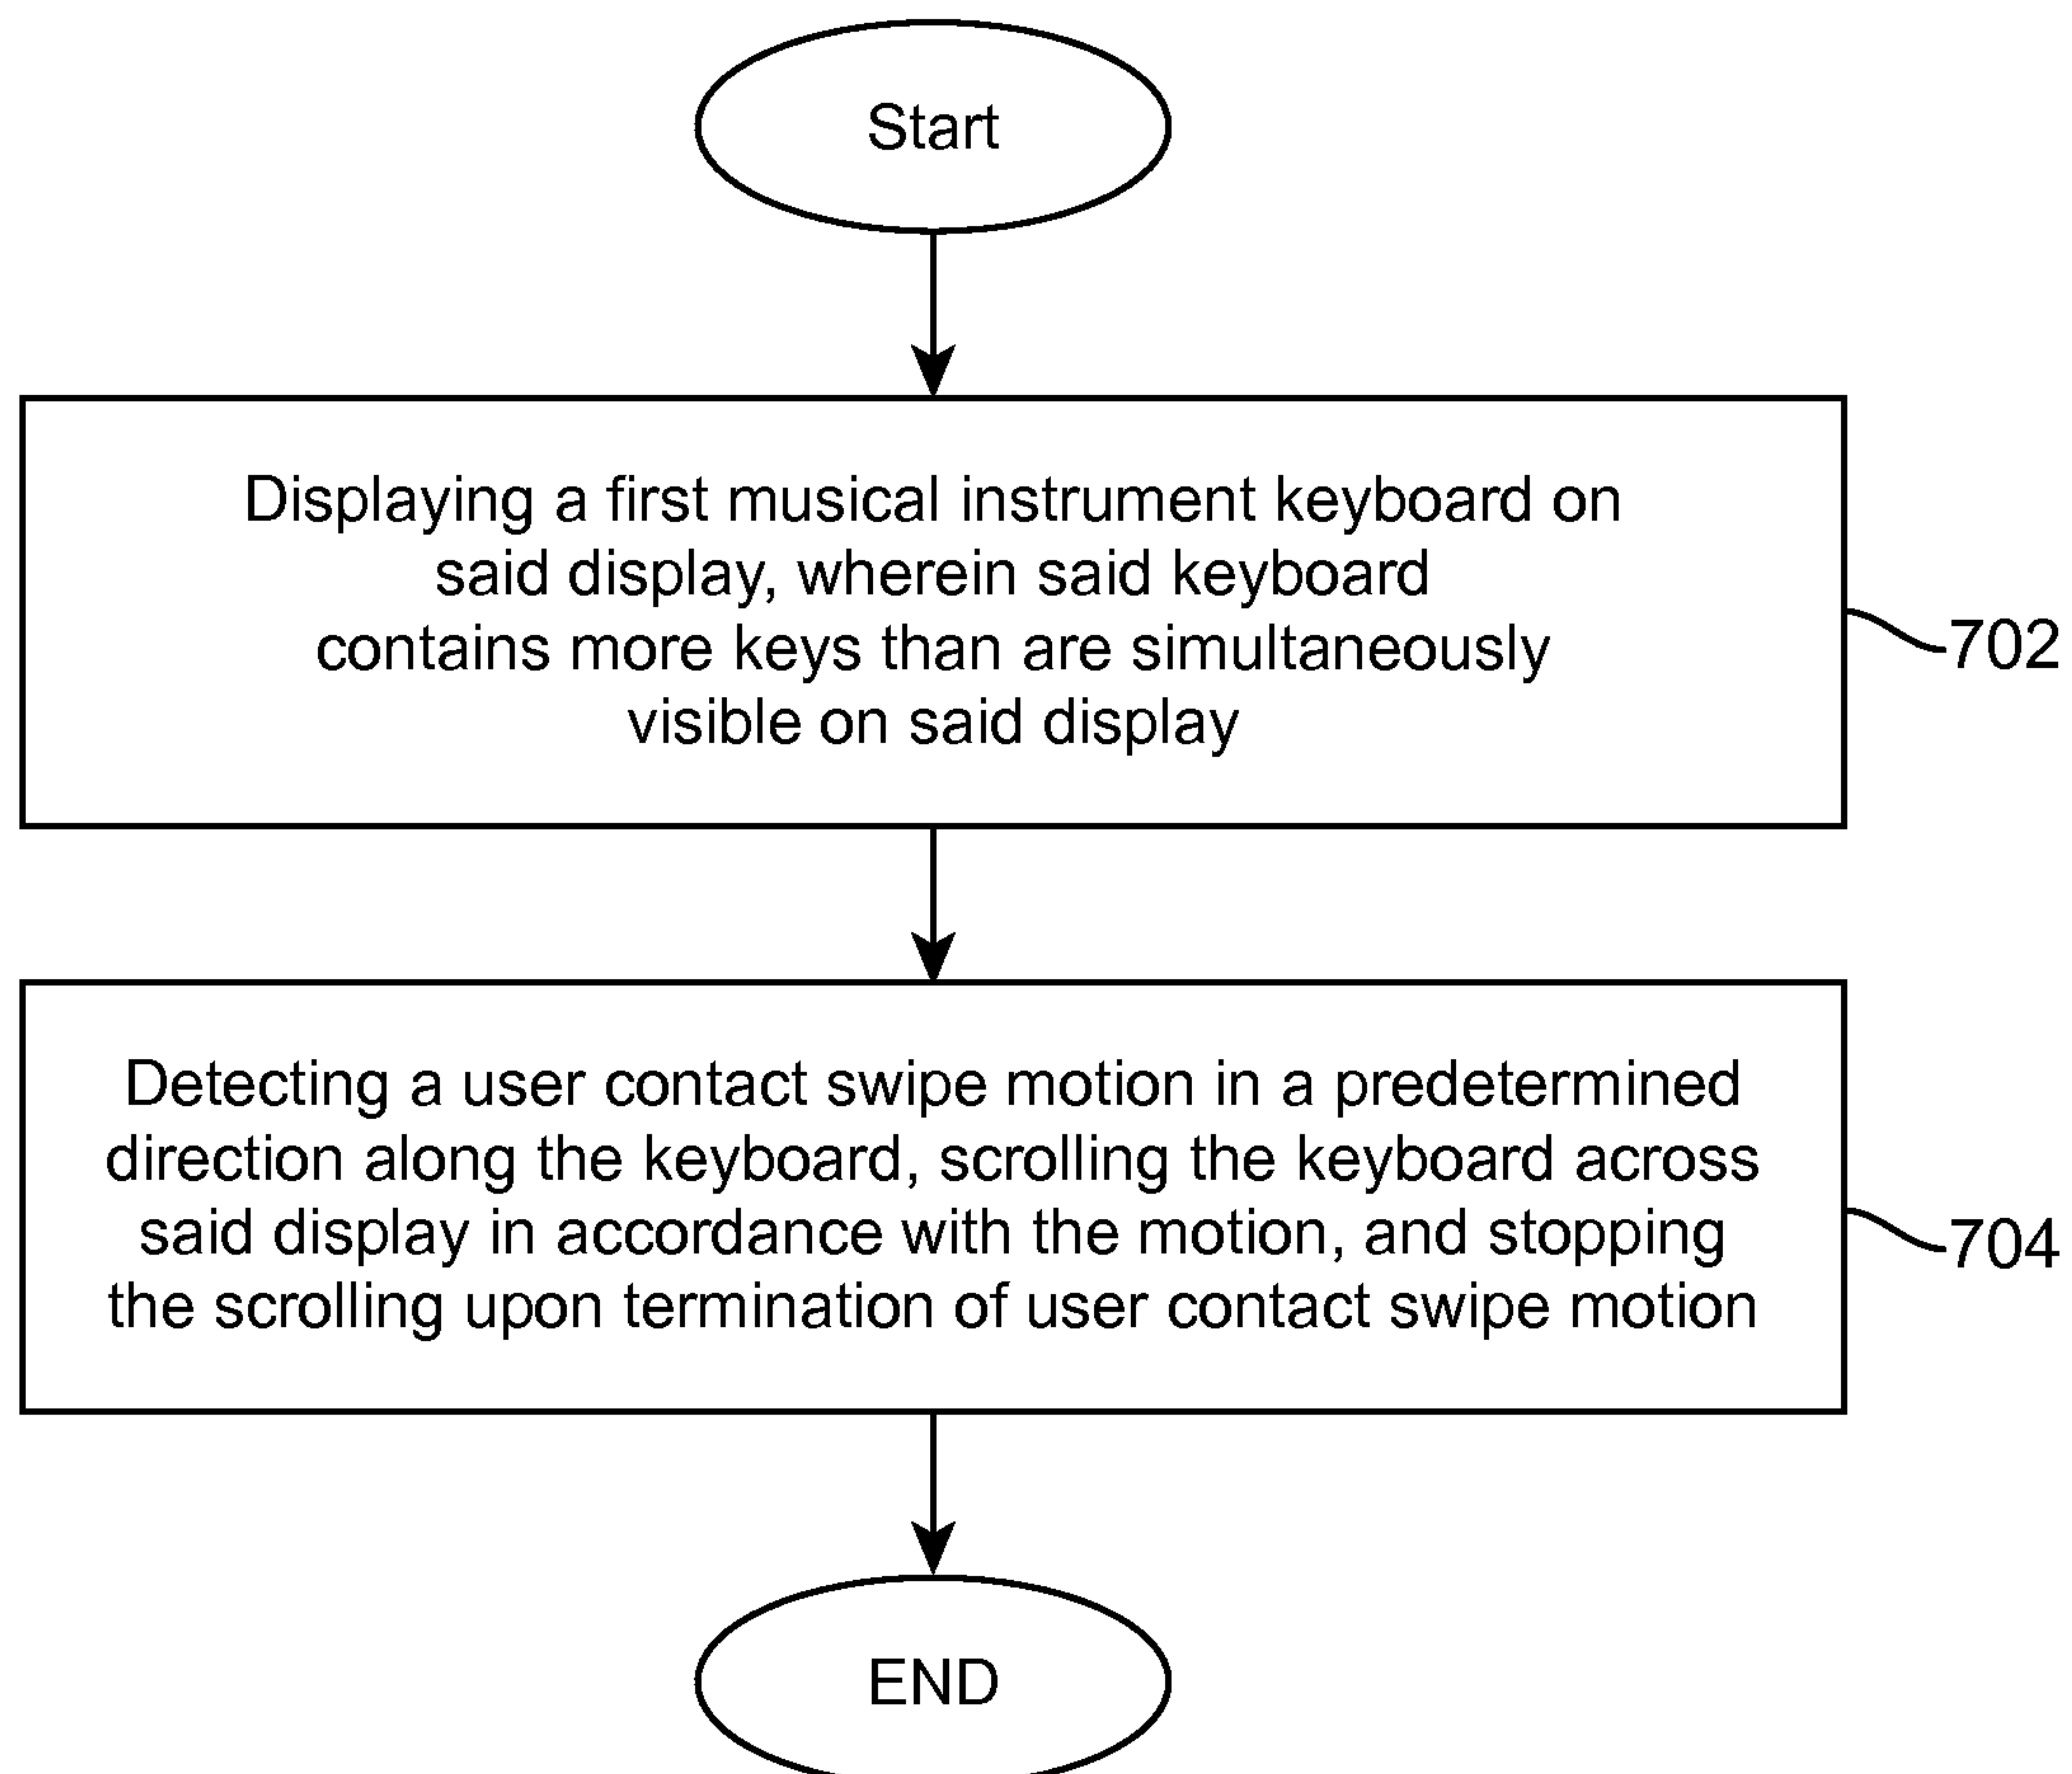 Start
Displaying a first musical instrument keyboard on
said display, wherein said keyboard
contains more keys than are simultaneously
visible on said display
702
Detecting a user contact swipe motion in a predetermined
direction along the keyboard, scrolling the keyboard across
said display in accordance with the motion, and stopping
the scrolling upon termination of user contact swipe motion
704
END